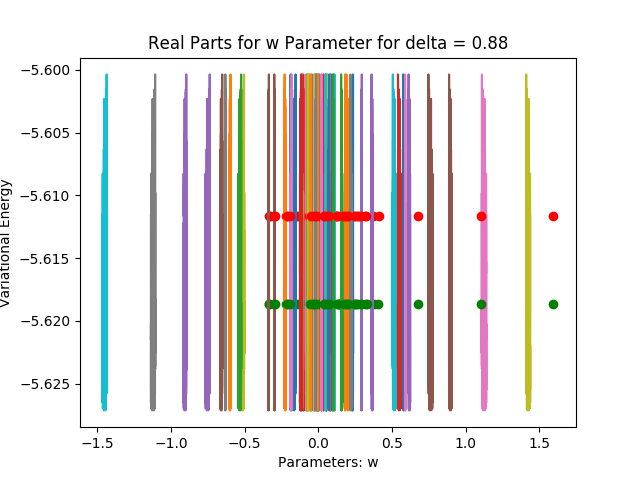 Real Parts for w Parameter for delta = 0.88
Variational Energy
−5.600
−5.605
−5.610
−5.615
−5.620
−5.625
−1.5 −1.0 −0.5 0.0 0.5 1.0 1.5
Parameters: w